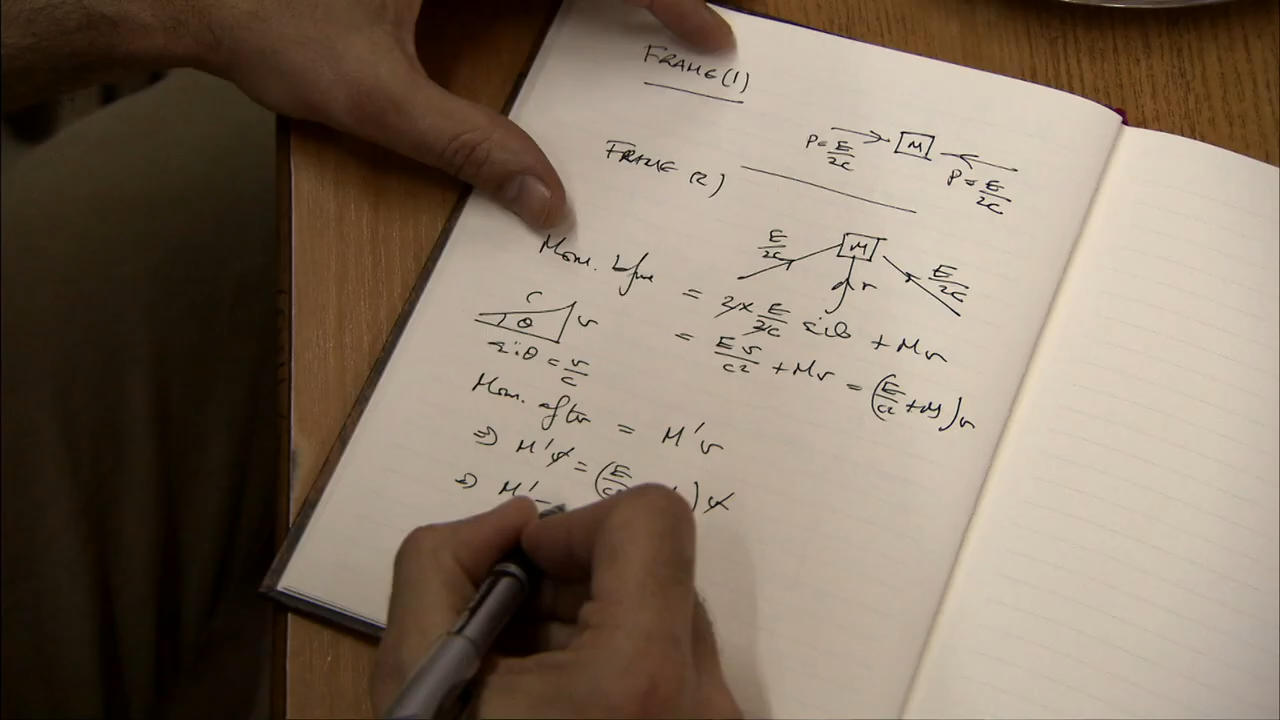 FRAME (1)
P = E/2c → [M] ← P = E/2c
FRAME (2)
E/2c [M] E/2c
v
Mom. before = 2 × E/2c sin θ + Mv
c θ v
= Ev/c² + Mv = (E/c² + M) v
sin θ = v/c
Mom. after = M'v
⇒ M'v = (E/c² ) v
⇒ M' –